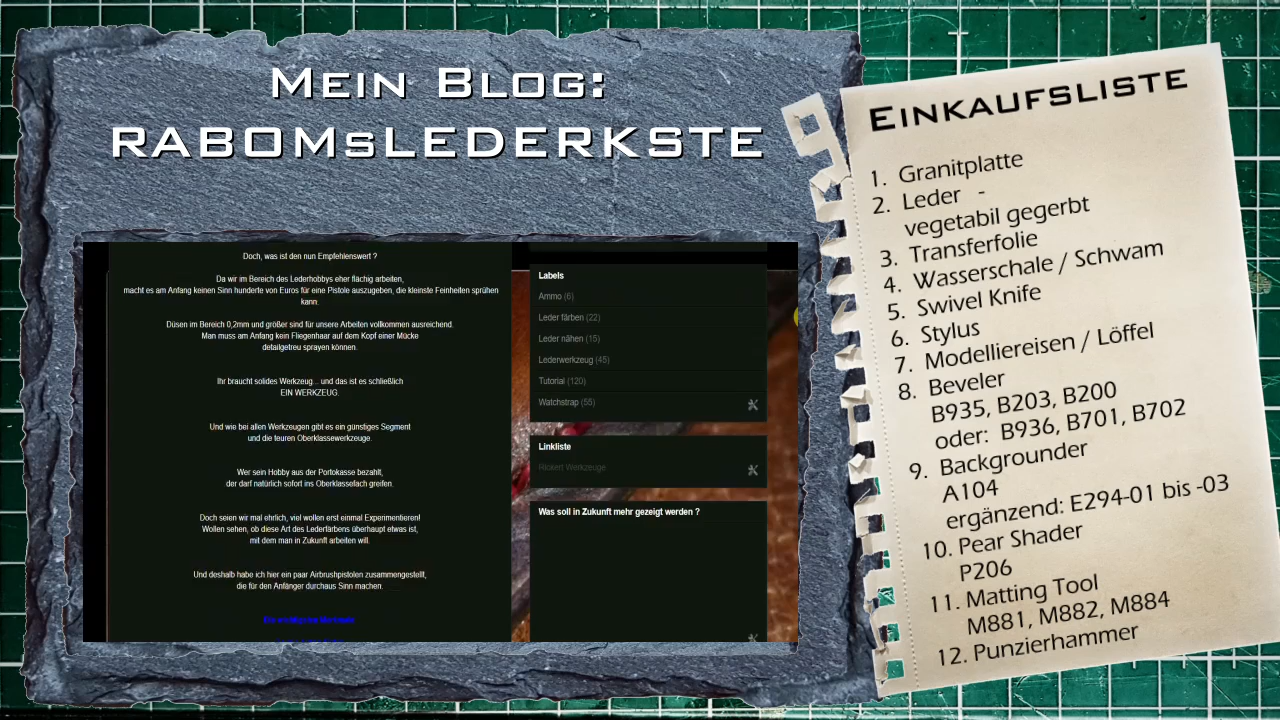 Mein Blog:
RABOMsLEDERKSTE
Doch, was ist den nun Empfehlenswert ?
Da wir im Bereich des Lederhobbys eher flächig arbeiten,
macht es am Anfang keinen Sinn hunderte von Euros für eine Pistole auszugeben, die kleinste Feinheiten sprühen
kann.
Düsen im Bereich 0,2mm und größer sind für unsere Arbeiten vollkommen ausreichend.
Man muss am Anfang kein Fliegenhaar auf dem Kopf einer Mücke
detailgetreu sprayen können.
Ihr braucht solides Werkzeug... und das ist es schließlich
EIN WERKZEUG.
Und wie bei allen Werkzeugen gibt es ein günstiges Segment
und die teuren Oberklassewerkzeuge.
Wer sein Hobby aus der Portokasse bezahlt,
der darf natürlich sofort ins Oberklassefach greifen.
Doch seien wir mal ehrlich, viel wollen erst einmal Experimentieren!
Wollen sehen, ob diese Art des Lederfärbens überhaupt etwas ist,
mit dem man in Zukunft arbeiten will.
Und deshalb habe ich hier ein paar Airbrushpistolen zusammengestellt,
die für den Anfänger durchaus Sinn machen.
Labels
Ammo (6)
Leder färben (22)
Leder nähen (15)
Lederwerkzeug (45)
Tutorial (120)
Watchstrap (55)
Linkliste
Rickert Werkzeuge
Was soll in Zukunft mehr gezeigt werden ?
Einkaufsliste
1. Granitplatte
2. Leder -
vegetabil gegerbt
3. Transferfolie
4. Wasserschale / Schwam
5. Swivel Knife
6. Stylus
7. Modelliereisen / Löffel
8. Beveler
B935, B203, B200
oder: B936, B701, B702
9. Backgrounder
A104
ergänzend: E294-01 bis -03
10. Pear Shader
P206
11. Matting Tool
M881, M882, M884
12. Punzierhammer